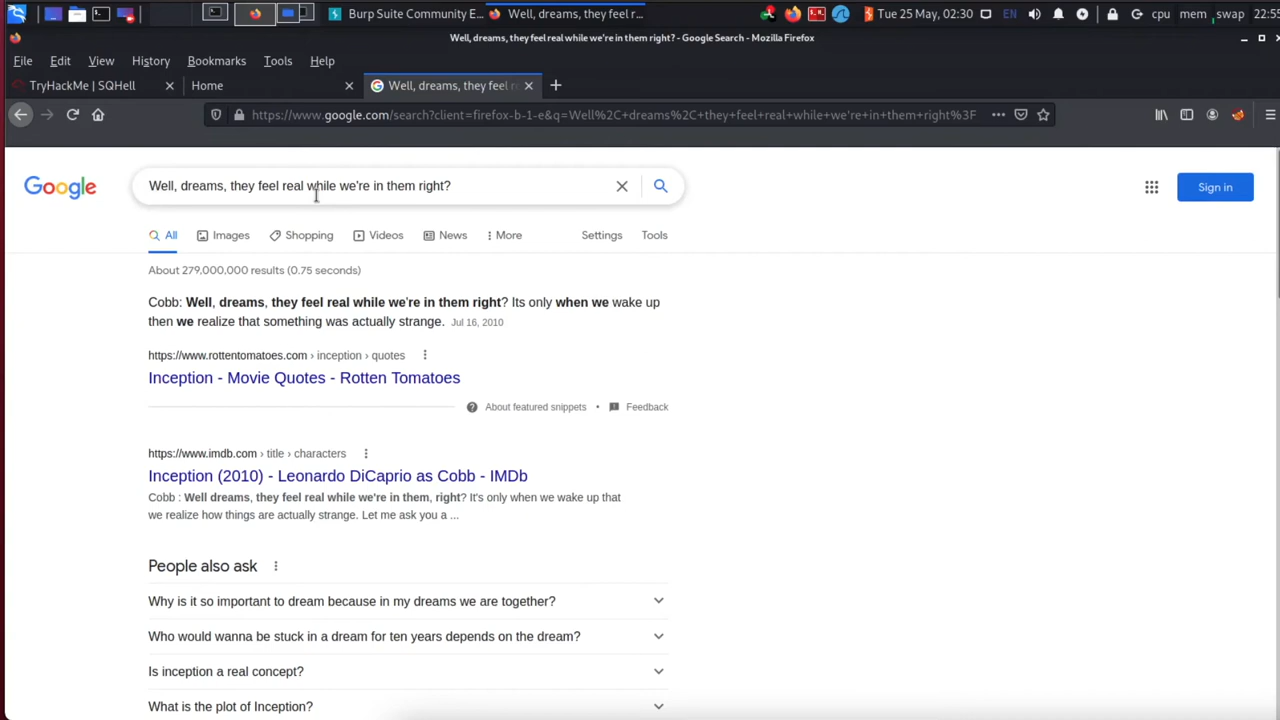 Burp Suite Community E...
Well, dreams, they feel r...
Tue 25 May, 02:30
EN
cpu
mem
swap
22:55
Well, dreams, they feel real while we're in them right? - Google Search - Mozilla Firefox
File
Edit
View
History
Bookmarks
Tools
Help
TryHackMe | SQHell
Home
Well, dreams, they feel r
https://www.google.com/search?client=firefox-b-1-e&q=Well%2C+dreams%2C+they+feel+real+while+we're+in+them+right%3F
Google
Well, dreams, they feel real while we're in them right?
Sign in
All
Images
Shopping
Videos
News
More
Settings
Tools
About 279,000,000 results (0.75 seconds)
Cobb: Well, dreams, they feel real while we're in them right? Its only when we wake up
then we realize that something was actually strange. Jul 16, 2010
https://www.rottentomatoes.com › inception › quotes
Inception - Movie Quotes - Rotten Tomatoes
About featured snippets • Feedback
https://www.imdb.com › title › characters
Inception (2010) - Leonardo DiCaprio as Cobb - IMDb
Cobb : Well dreams, they feel real while we're in them, right? It's only when we wake up that
we realize how things are actually strange. Let me ask you a ...
People also ask
Why is it so important to dream because in my dreams we are together?
Who would wanna be stuck in a dream for ten years depends on the dream?
Is inception a real concept?
What is the plot of Inception?